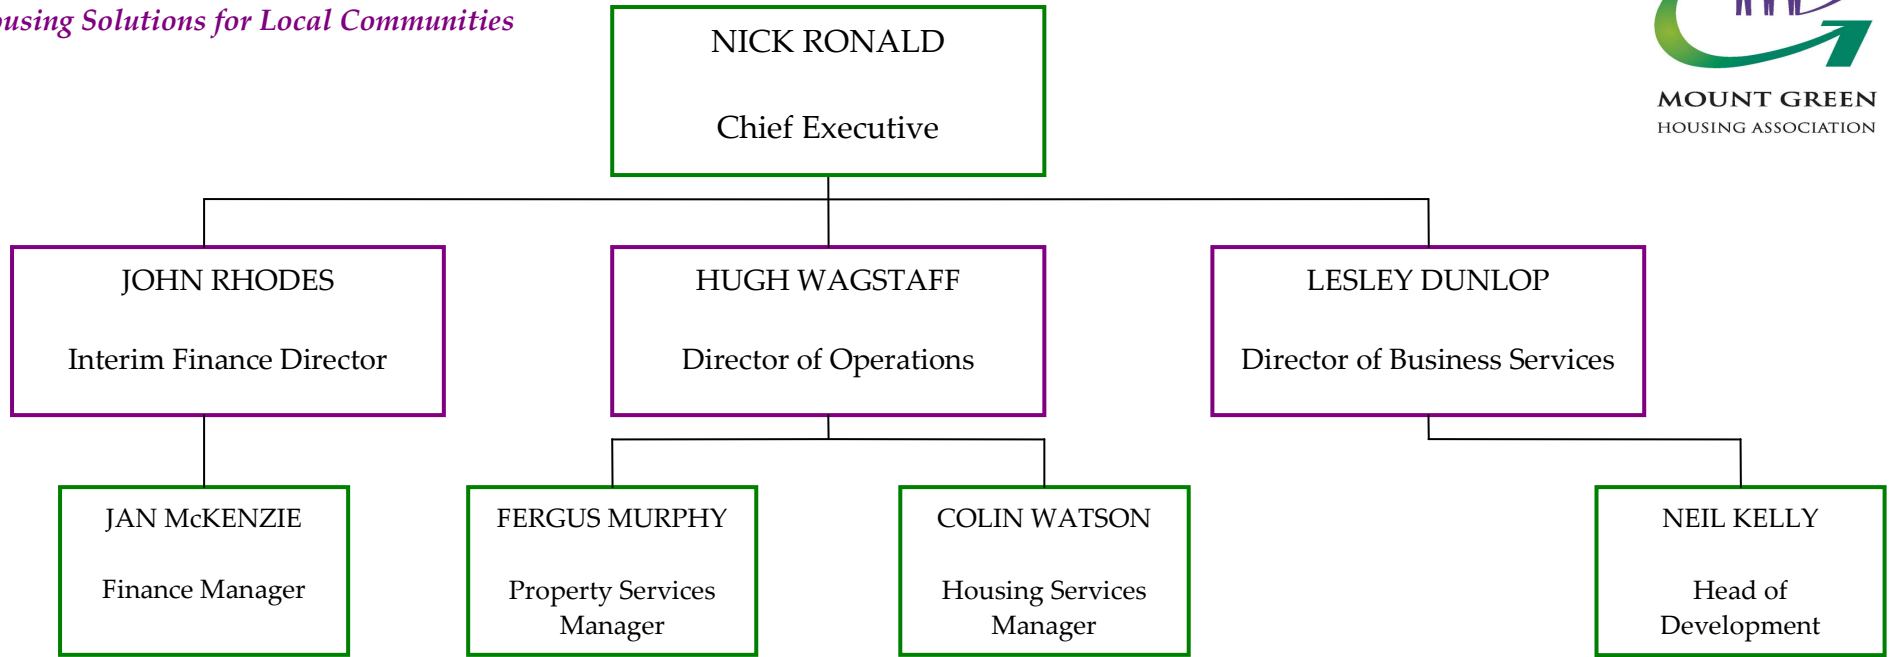 Solutions for Local Communities
MOUNT GREEN
HOUSING ASSOCIATION
NICK RONALD
Chief Executive
JOHN RHODES
Interim Finance Director
HUGH WAGSTAFF
Director of Operations
LESLEY DUNLOP
Director of Business Services
JAN McKENZIE
Finance Manager
FERGUS MURPHY
Property Services
Manager
COLIN WATSON
Housing Services
Manager
NEIL KELLY
Head of
Development